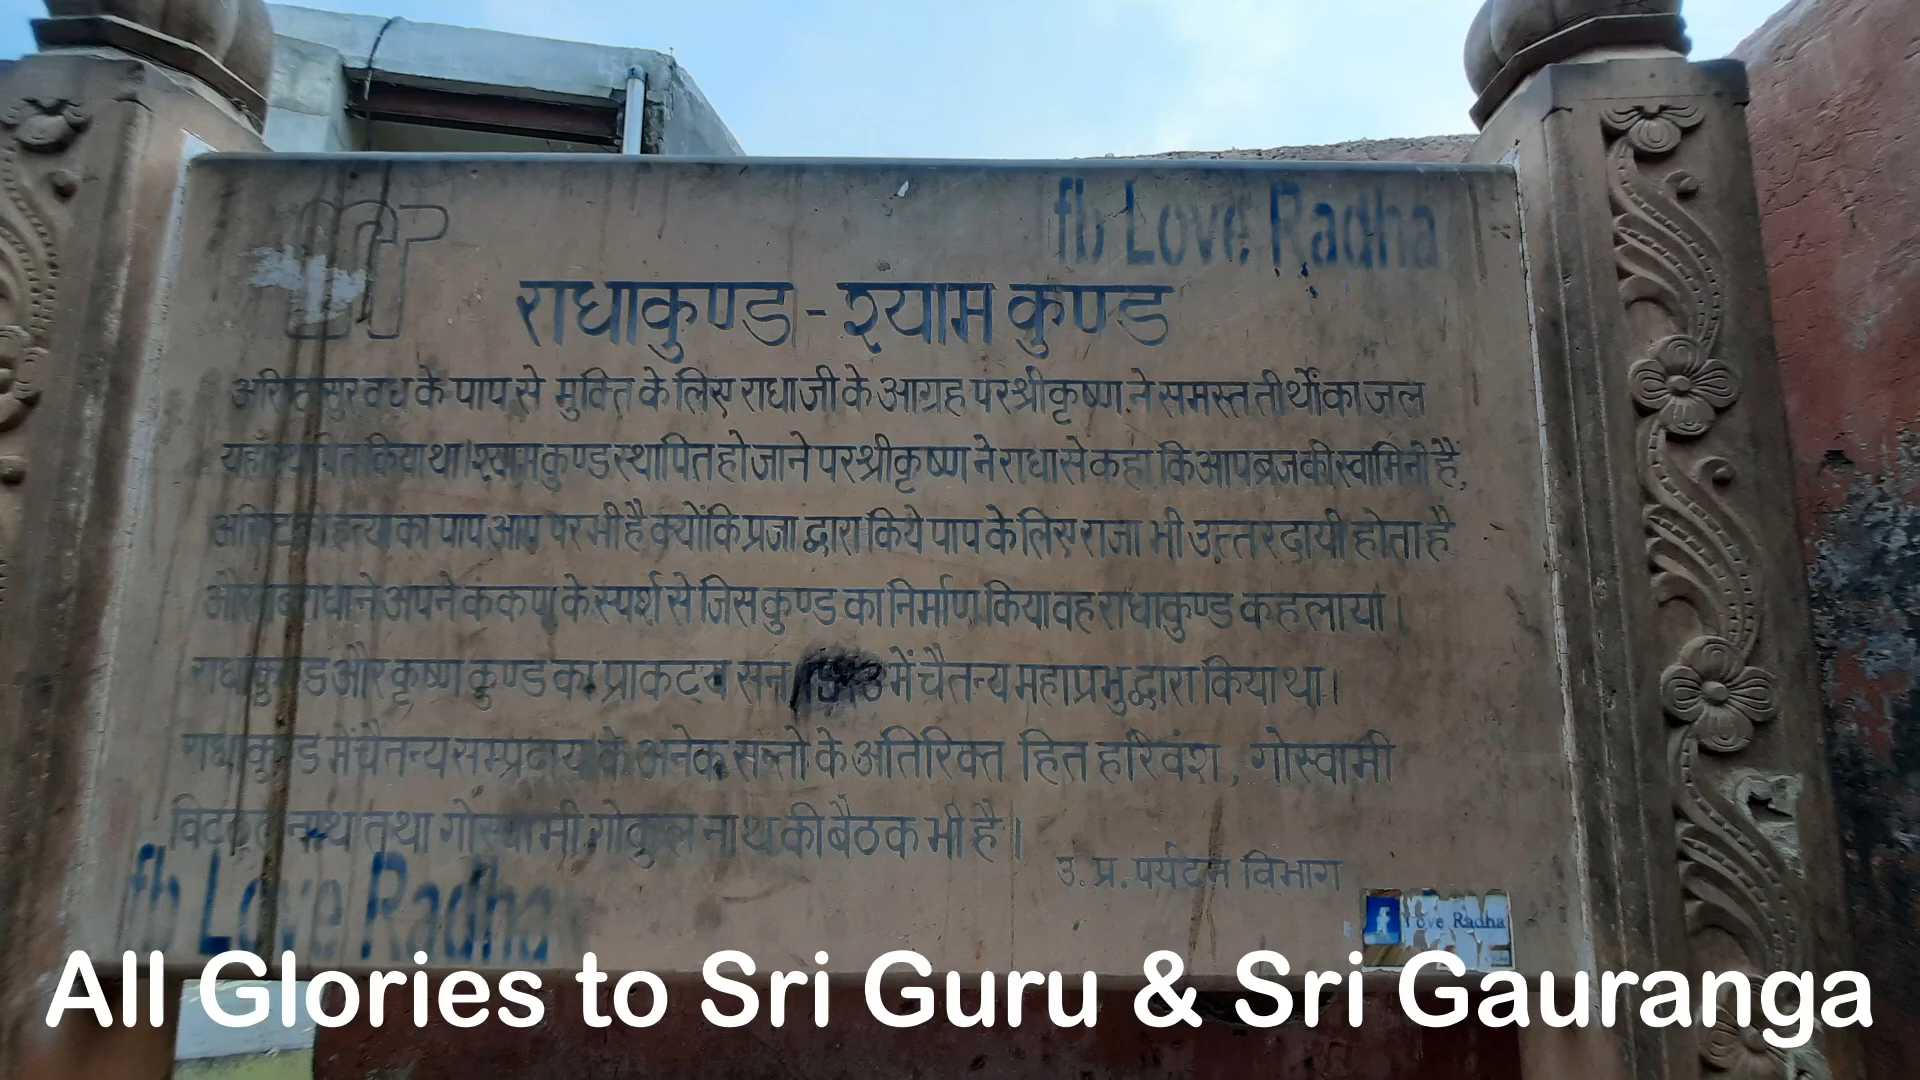 fb Love Radha
राधाकुण्ड - श्याम कुण्ड
वध के पाप से मुक्ति के लिए राधा जी के आग्रह पर श्रीकृष्ण ने समस्त तीर्थों का जल
किया था। श्याम कुण्ड स्थापित हो जाने पर श्रीकृष्ण ने राधा से कहा कि आप ब्रज की स्वामिनी हैं,
हत्या का पाप आप पर भी है क्योंकि प्रजा द्वारा किये पाप के लिए राजा भी उत्तरदायी होता है
राधा ने अपने कंकण के स्पर्श से जिस कुण्ड का निर्माण किया वह राधाकुण्ड कहलाया।
राधाकुण्ड और कृष्ण कुण्ड का प्राकट्य सन में चैतन्य महाप्रभु द्वारा किया था।
राधाकुण्ड में चैतन्य सम्प्रदाय के अनेक सन्तो के अतिरिक्त हित हरिवंश, गोस्वामी
विट्ठल नाथ तथा गोस्वामी गोकुल नाथ की बैठक भी है।
उ. प्र. पर्यटन विभाग
fb Love Radha
Love Radha
All Glories to Sri Guru & Sri Gauranga